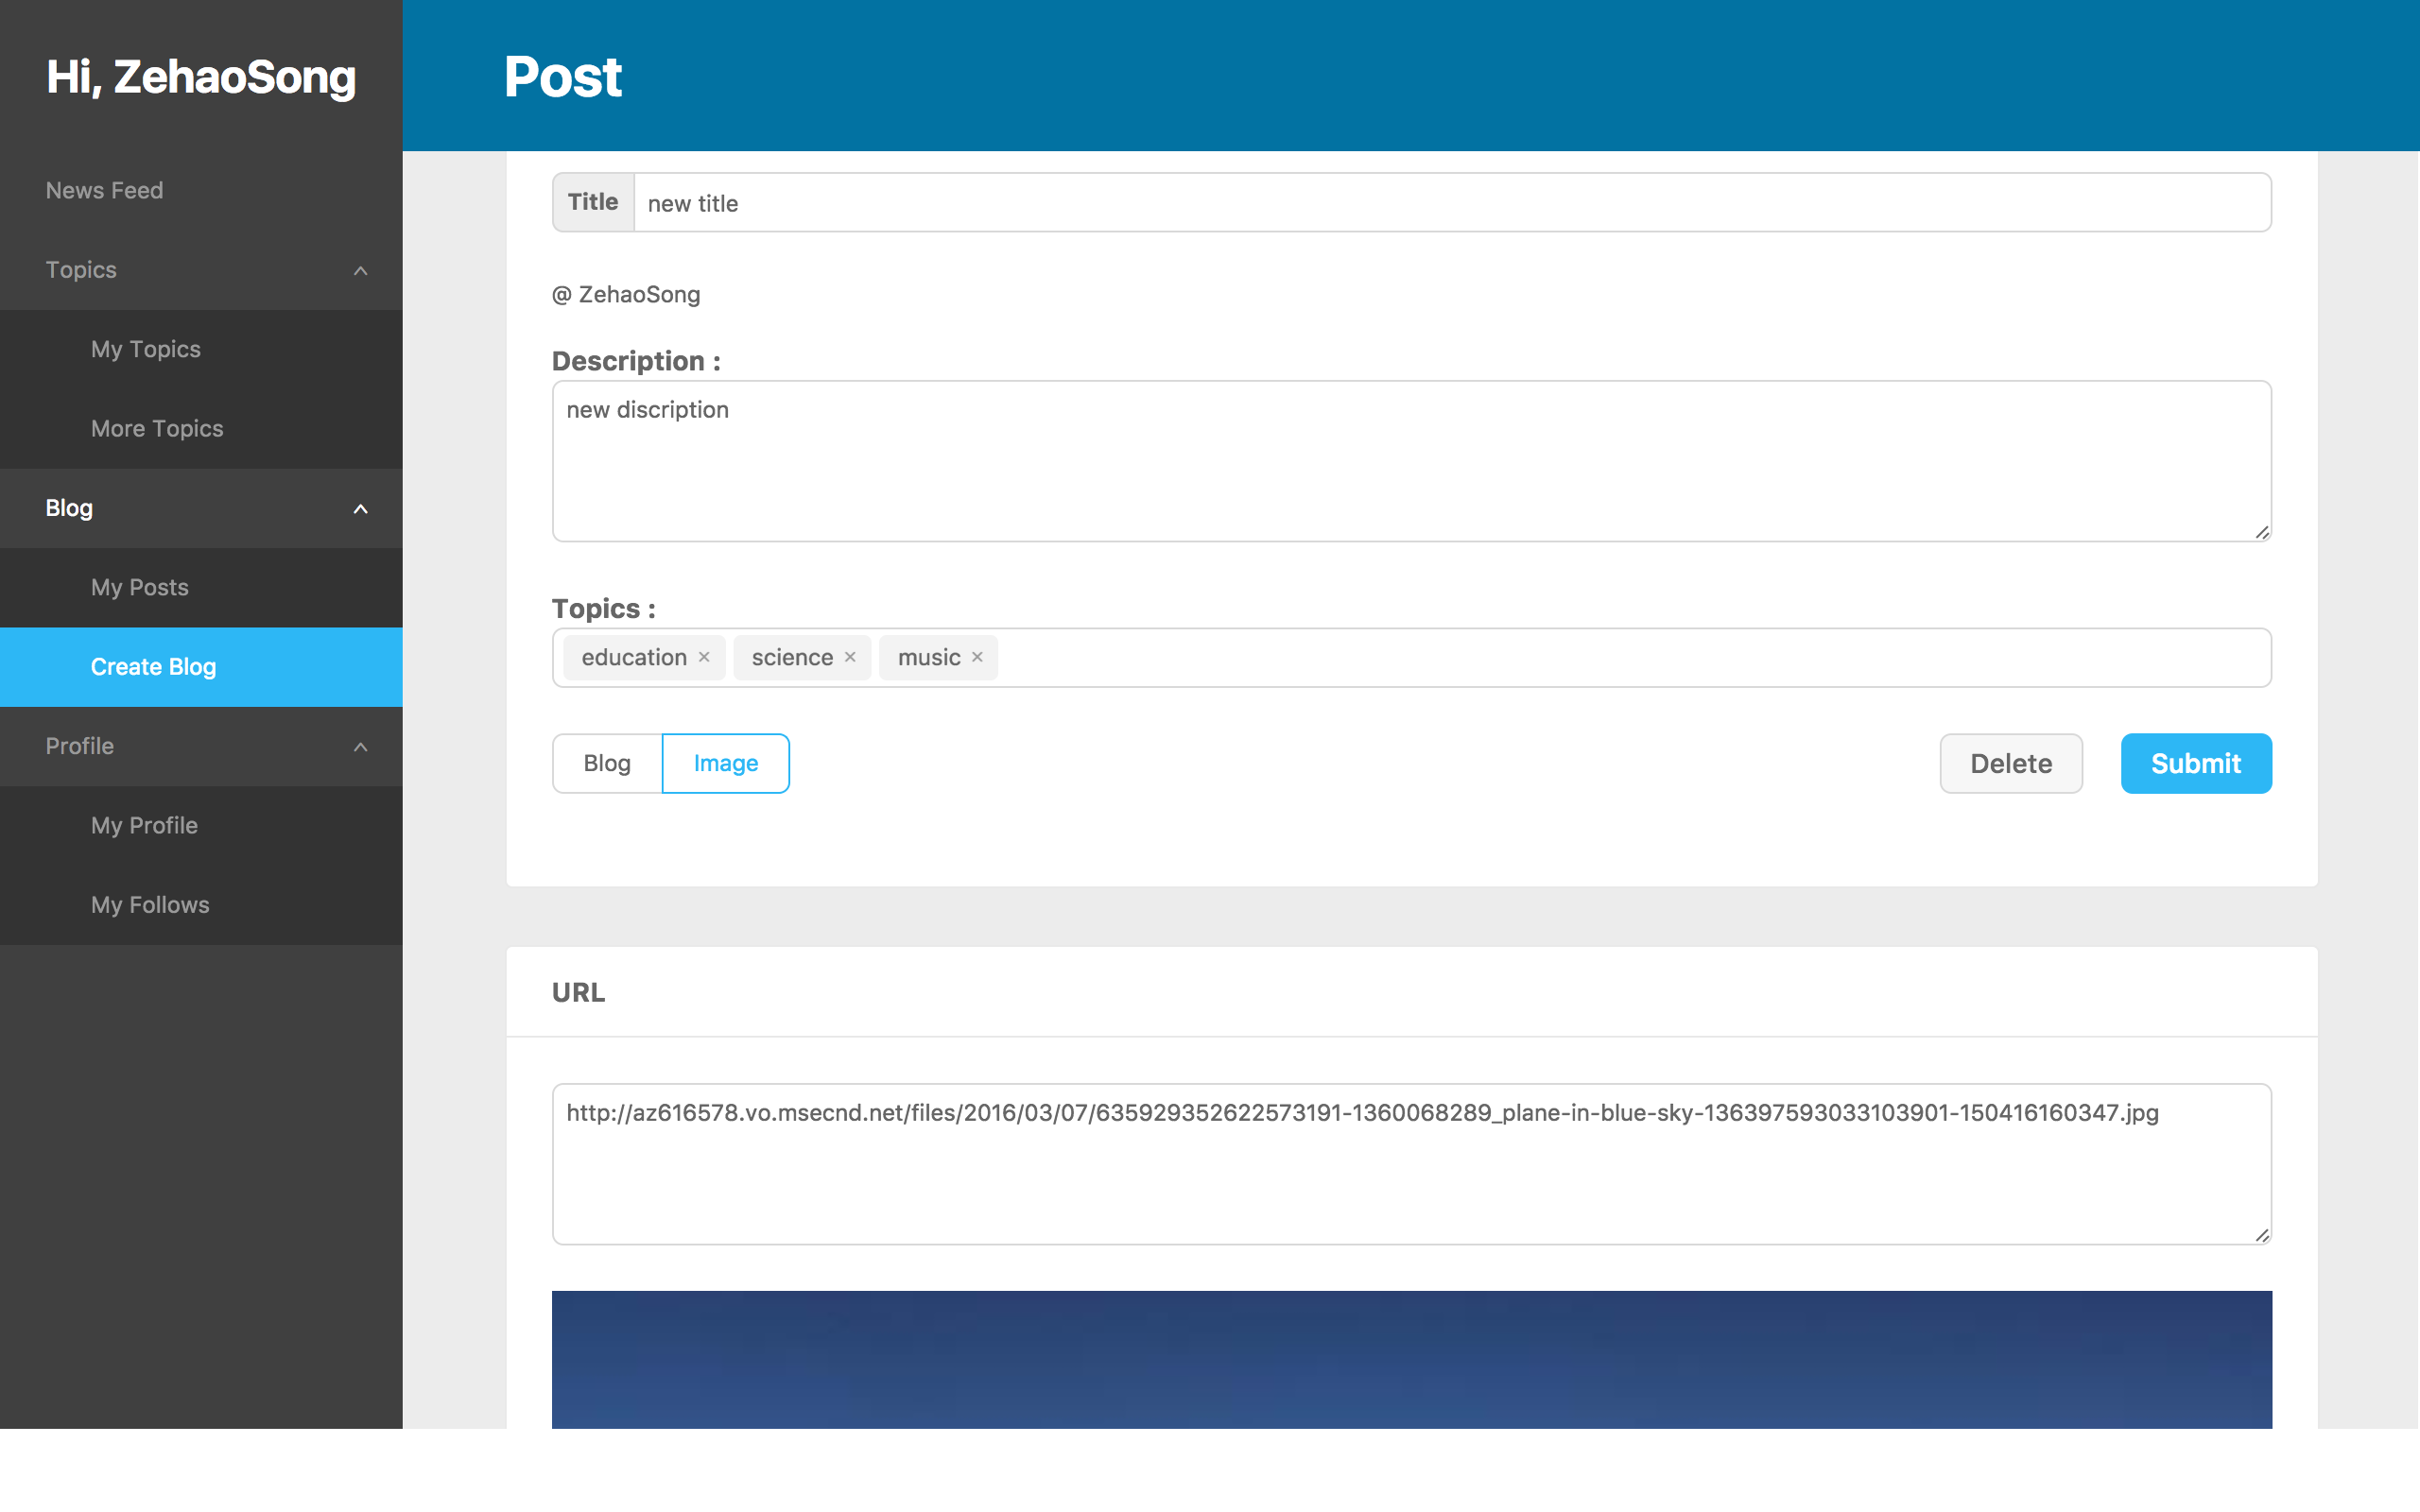 Hi, ZehaoSong
News Feed
Topics
My Topics
More Topics
Blog
My Posts
Create Blog
Profile
My Profile
My Follows
Post
Title new title
@ ZehaoSong
Description :
new discription
Topics :
education × science × music ×
Blog Image Delete Submit
URL
http://az616578.vo.msecnd.net/files/2016/03/07/635929352622573191-1360068289_plane-in-blue-sky-136397593033103901-150416160347.jpg